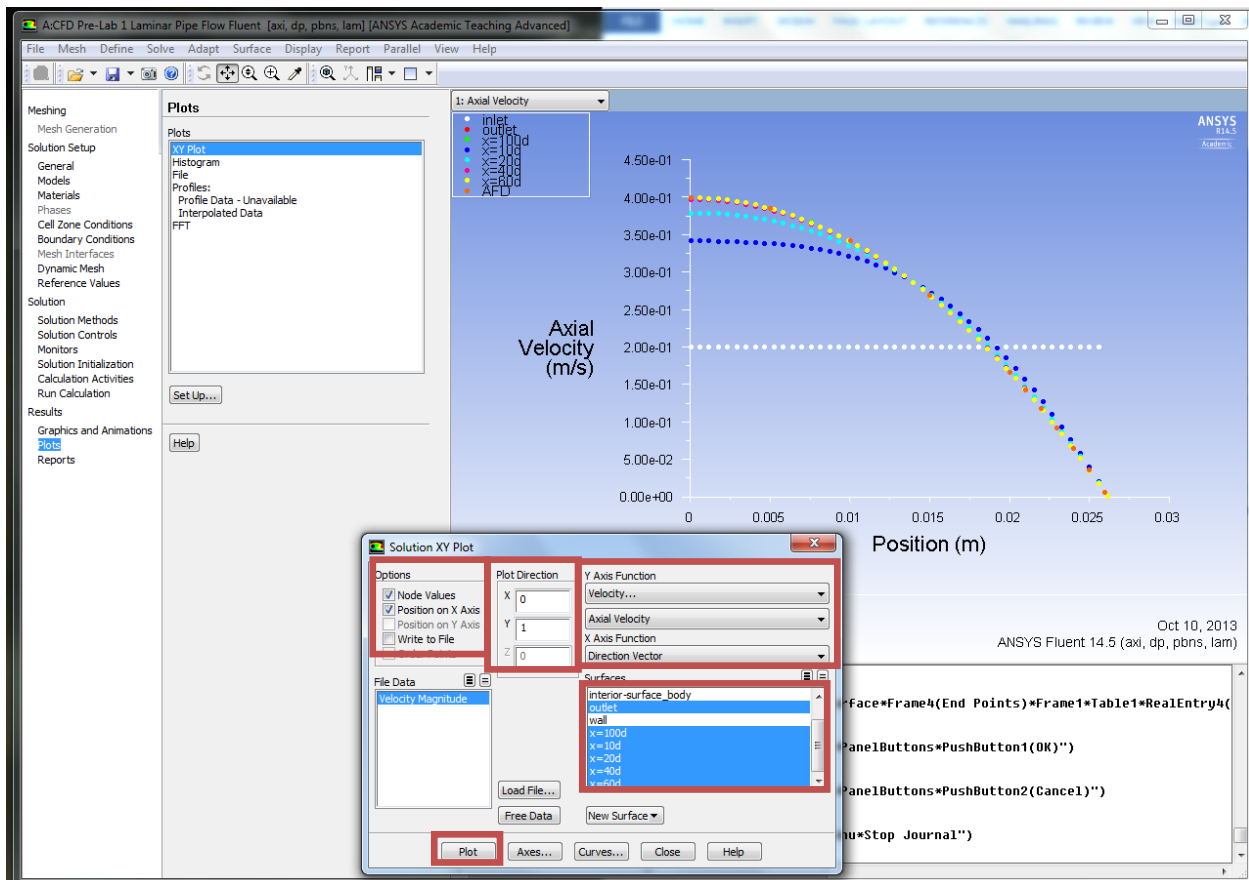 A:CFD Pre-Lab 1 Laminar Pipe Flow Fluent [axi, dp, pbns, lam] [ANSYS Academic Teaching Advanced]
File Mesh Define Solve Adapt Surface Display Report Parallel View Help
Meshing
Mesh Generation
Solution Setup
General
Models
Materials
Phases
Cell Zone Conditions
Boundary Conditions
Mesh Interfaces
Dynamic Mesh
Reference Values
Solution
Solution Methods
Solution Controls
Monitors
Solution Initialization
Calculation Activities
Run Calculation
Results
Graphics and Animations
Plots
Reports
Plots
Plots
XY Plot
Histogram
File
Profiles:
Profile Data - Unavailable
Interpolated Data
FFT
Set Up...
Help
1: Axial Velocity
inlet
outlet
x=100d
x=10d
x=20d
x=40d
x=60d
AFD
ANSYS
R14.5
Academic
4.50e-01
4.00e-01
3.50e-01
3.00e-01
2.50e-01
2.00e-01
1.50e-01
1.00e-01
5.00e-02
0.00e+00
Axial
Velocity
(m/s)
0 0.005 0.01 0.015 0.02 0.025 0.03
Position (m)
Oct 10, 2013
ANSYS Fluent 14.5 (axi, dp, pbns, lam)
Solution XY Plot
Options
Node Values
Position on X Axis
Position on Y Axis
Write to File
Order Points
Plot Direction
X 0
Y 1
Z 0
Y Axis Function
Velocity...
Axial Velocity
X Axis Function
Direction Vector
File Data
Velocity Magnitude
Surfaces
interior-surface_body
outlet
wall
x=100d
x=10d
x=20d
x=40d
x=60d
Load File...
Free Data
New Surface
Plot Axes... Curves... Close Help
rface*Frame4(End Points)*Frame1*Table1*RealEntry4(
PanelButtons*PushButton1(OK)")
PanelButtons*PushButton2(Cancel)")
nu*Stop Journal")